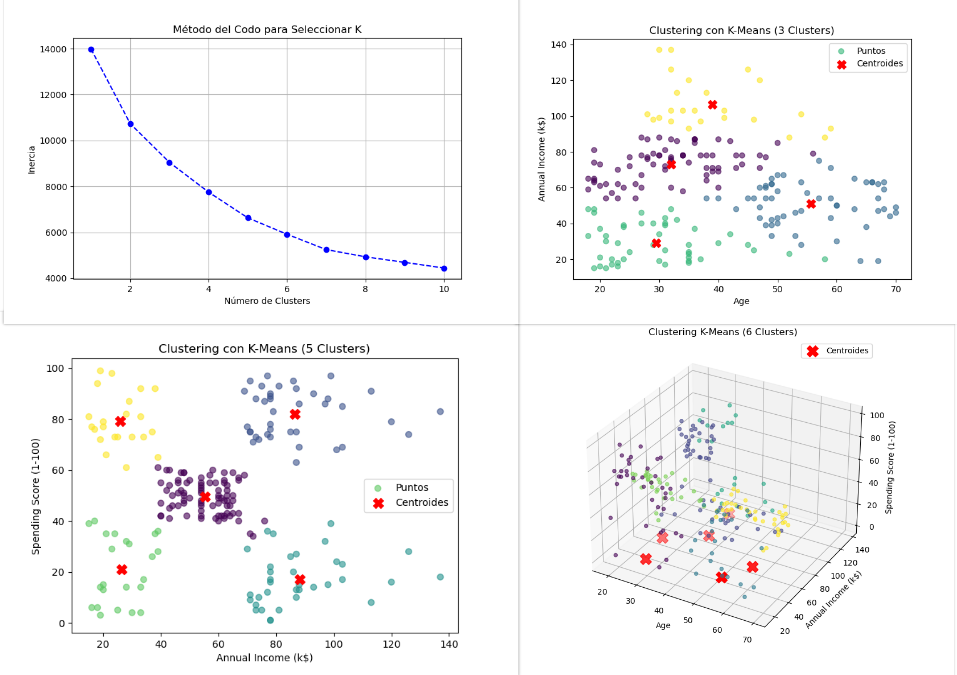 Método del Codo para Seleccionar K
14000
12000
10000
8000
6000
4000
Inercia
2 4 6 8 10
Número de Clusters
Clustering con K-Means (3 Clusters)
Puntos
Centroides
140
120
100
80
60
40
20
Annual Income (k$)
20 30 40 50 60 70
Age
Clustering con K-Means (5 Clusters)
100
80
60
40
20
0
Spending Score (1-100)
Puntos
Centroides
20 40 60 80 100 120 140
Annual Income (k$)
Clustering K-Means (6 Clusters)
Centroides
100
80
60
40
20
0
Spending Score (1-100)
140
120
100
80
60
40
20
Annual Income (k$)
20 30 40 50 60 70
Age